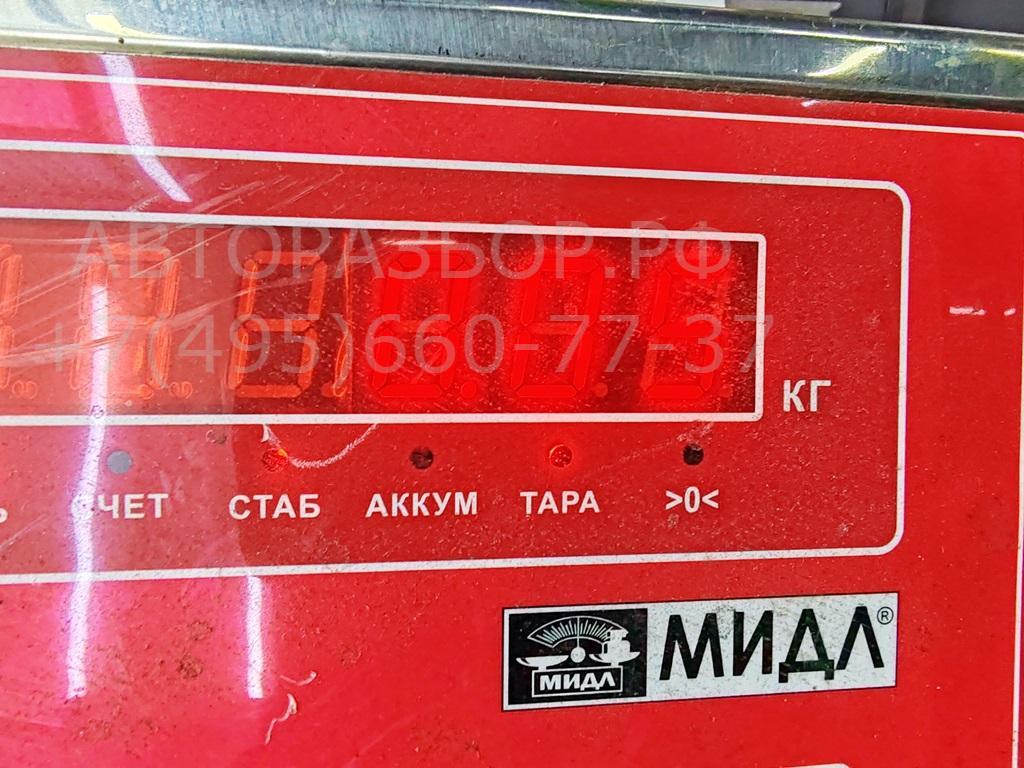 АВТОРАЗБОР.РФ
+7(495)660-77-37
КГ
СЧЕТ СТАБ АККУМ ТАРА >0<
МИДЛ МИДЛ®